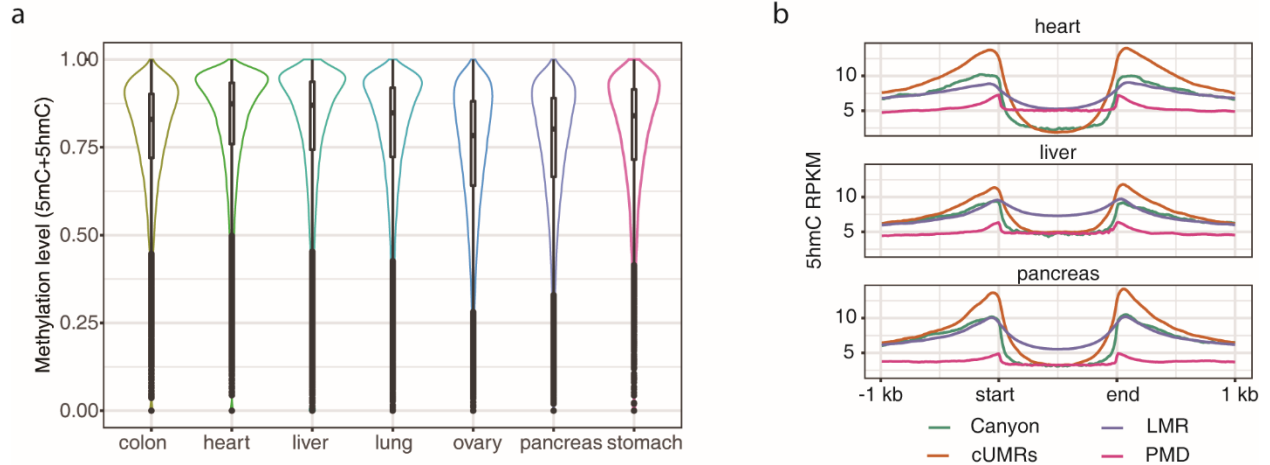 a
Methylation level (5mC+5hmC)
1.00
0.75
0.50
0.25
0.00
colon heart liver lung ovary pancreas stomach
b
5hmC RPKM
heart
10
5
liver
10
5
pancreas
10
5
-1 kb start end 1 kb
Canyon LMR
cUMRs PMD